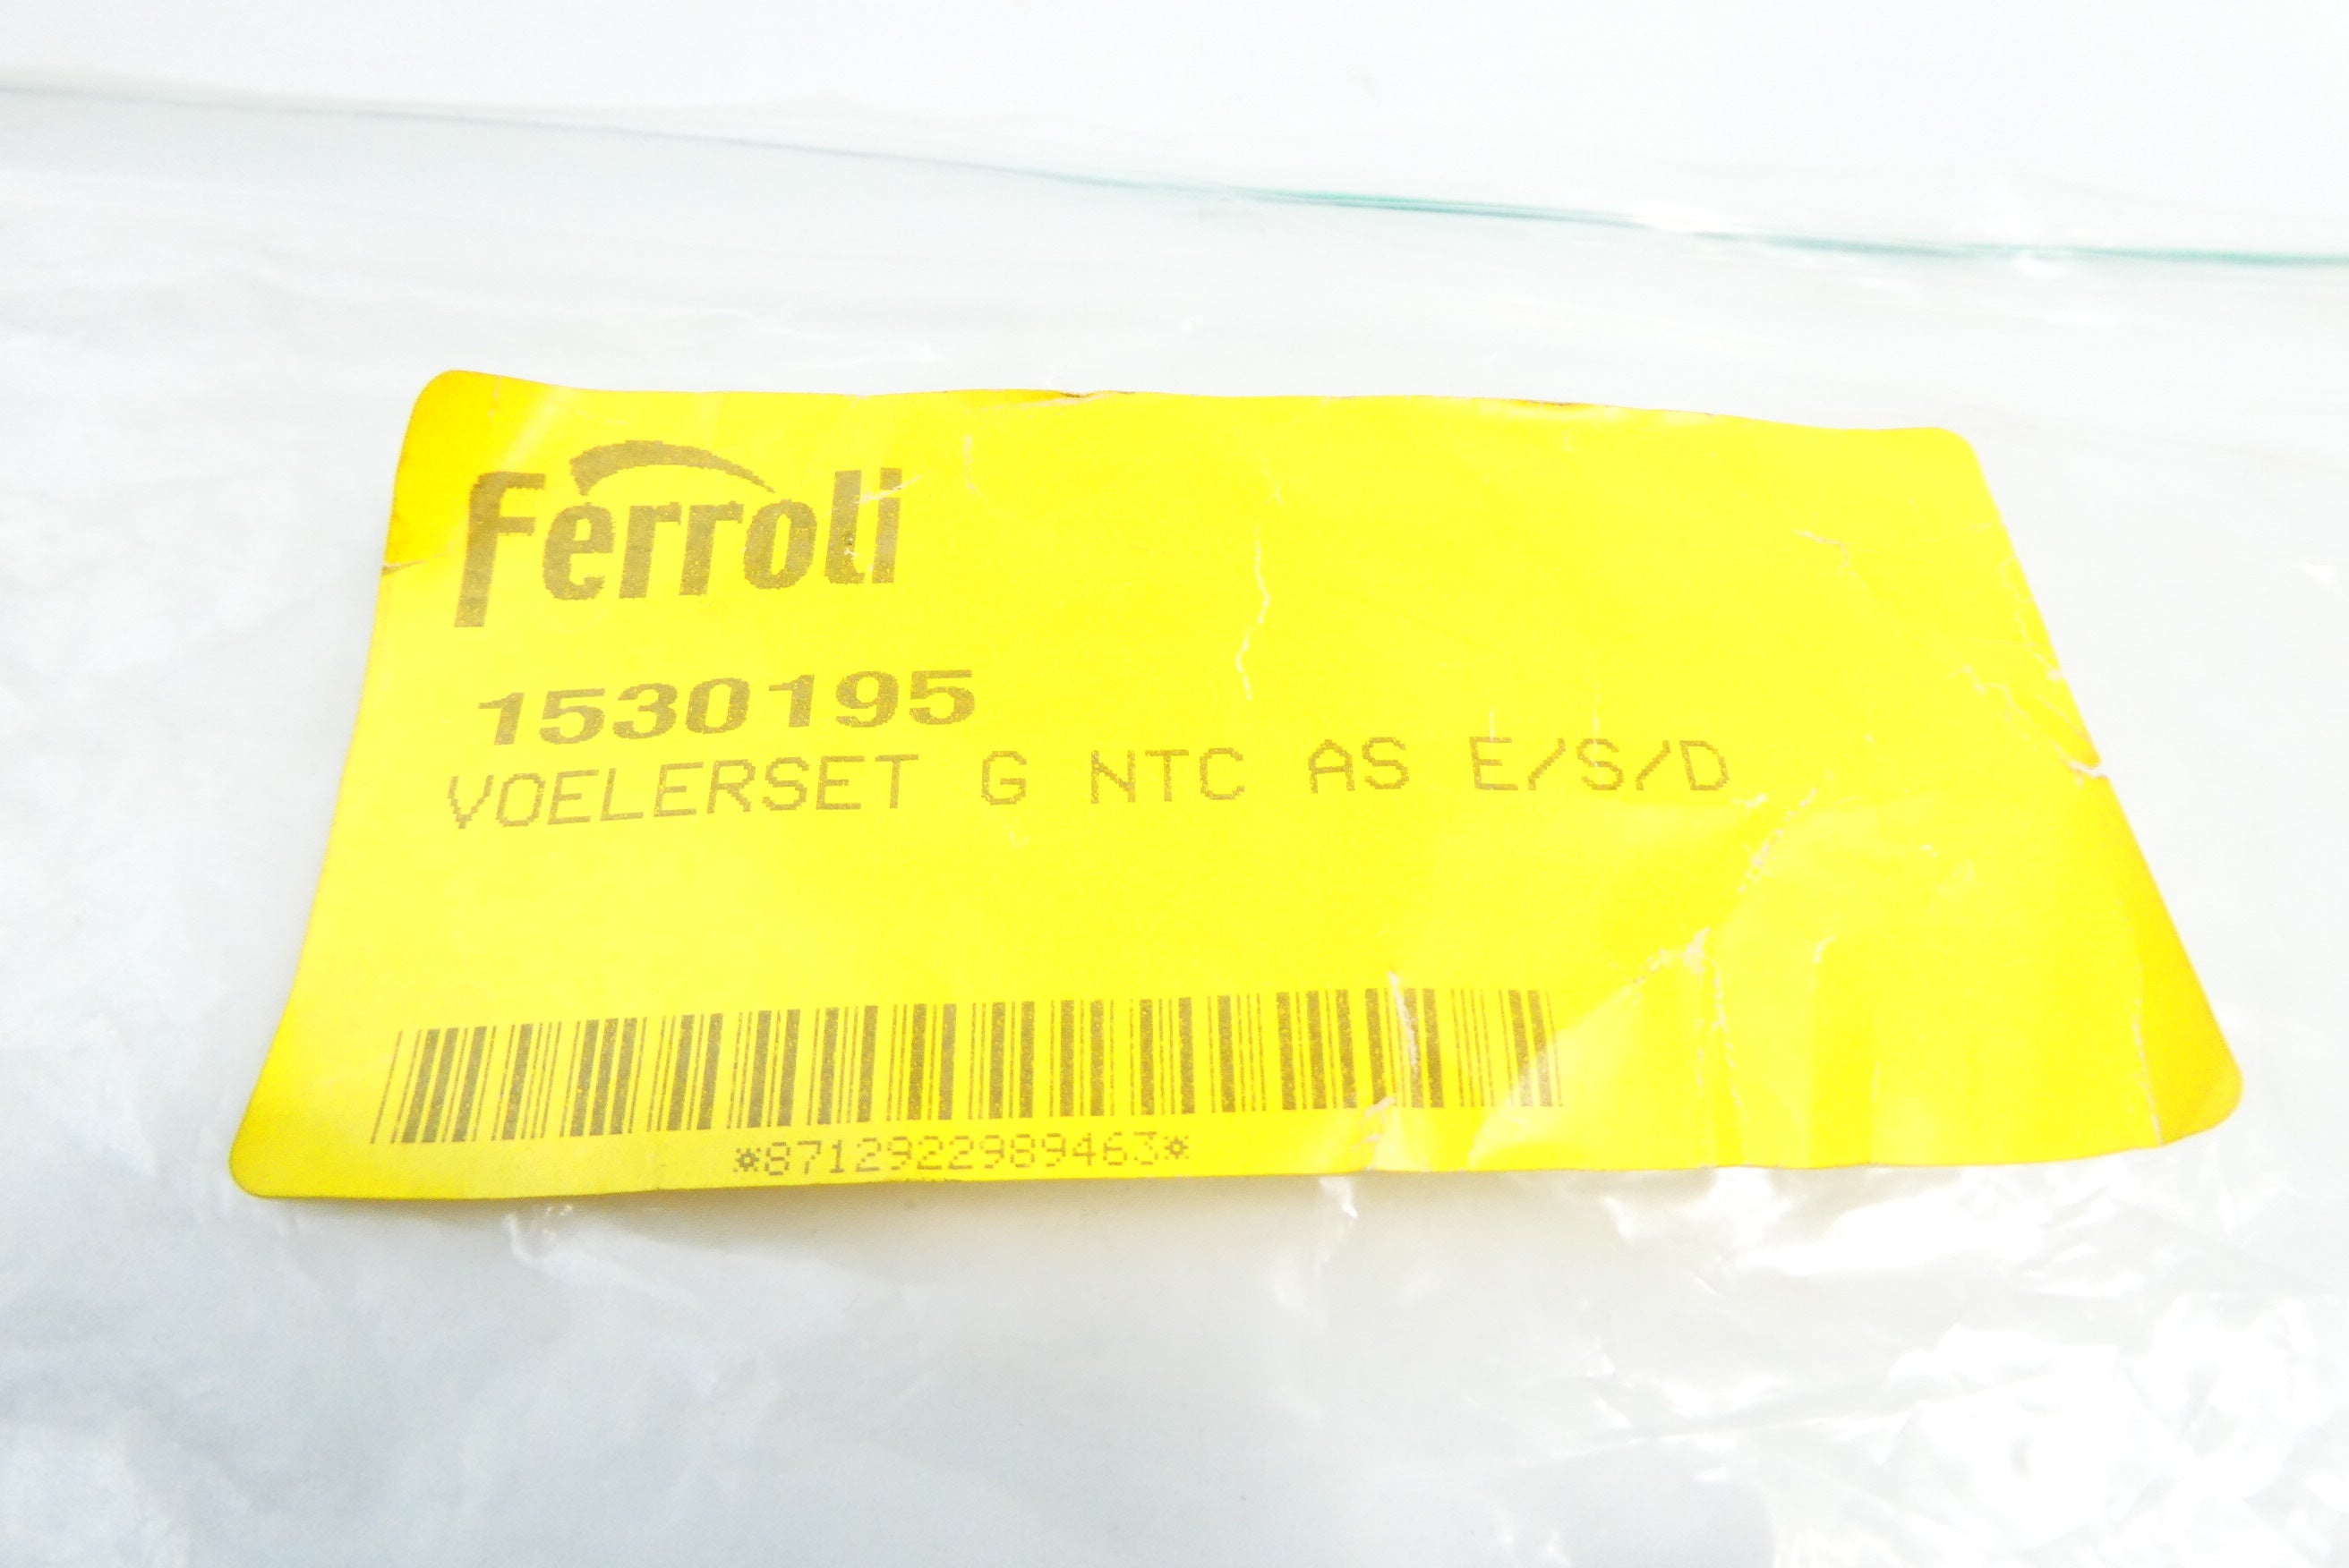 Ferroli
1530195
VOELERSET G NTC AS E/S/D
*8712922989463*